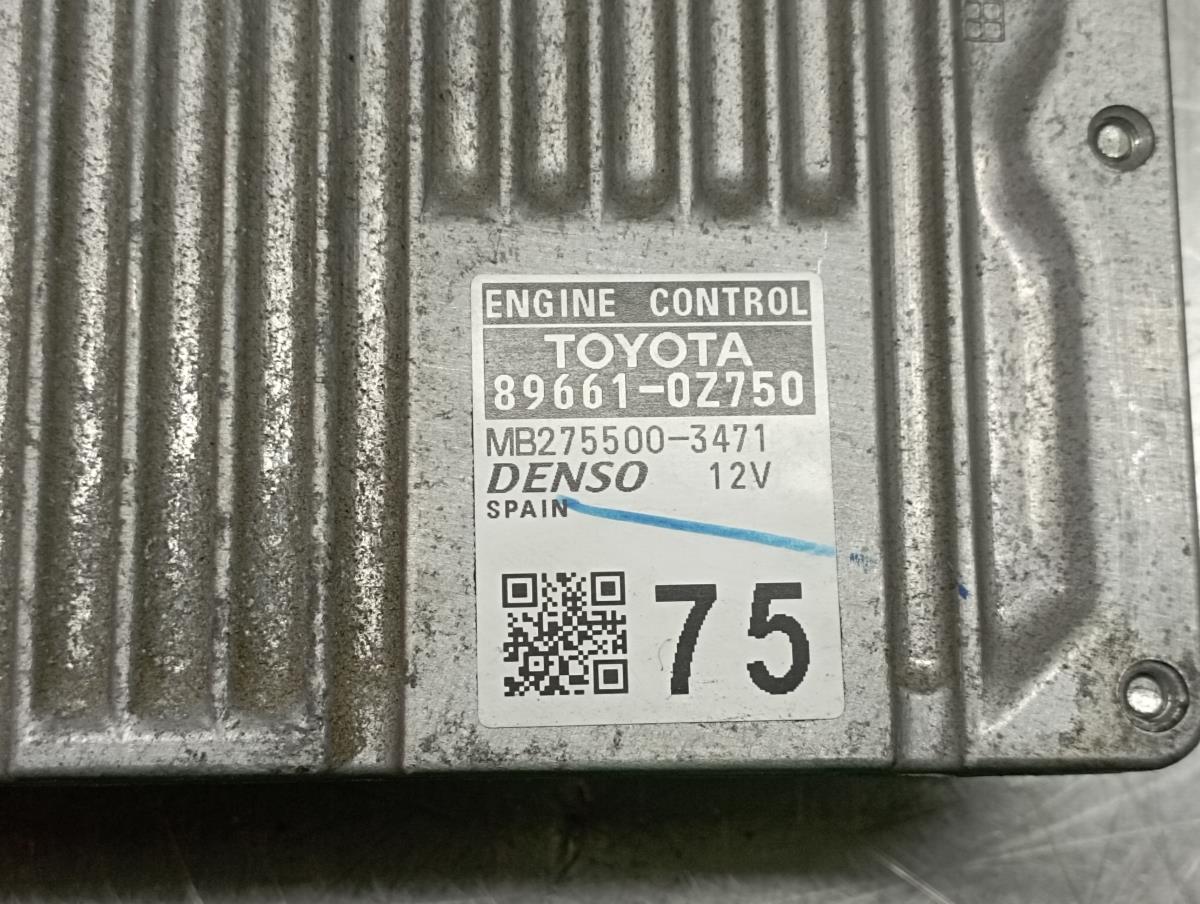 ENGINE CONTROL
TOYOTA
89661-0Z750
MB275500-3471
DENSO 12V
SPAIN
75